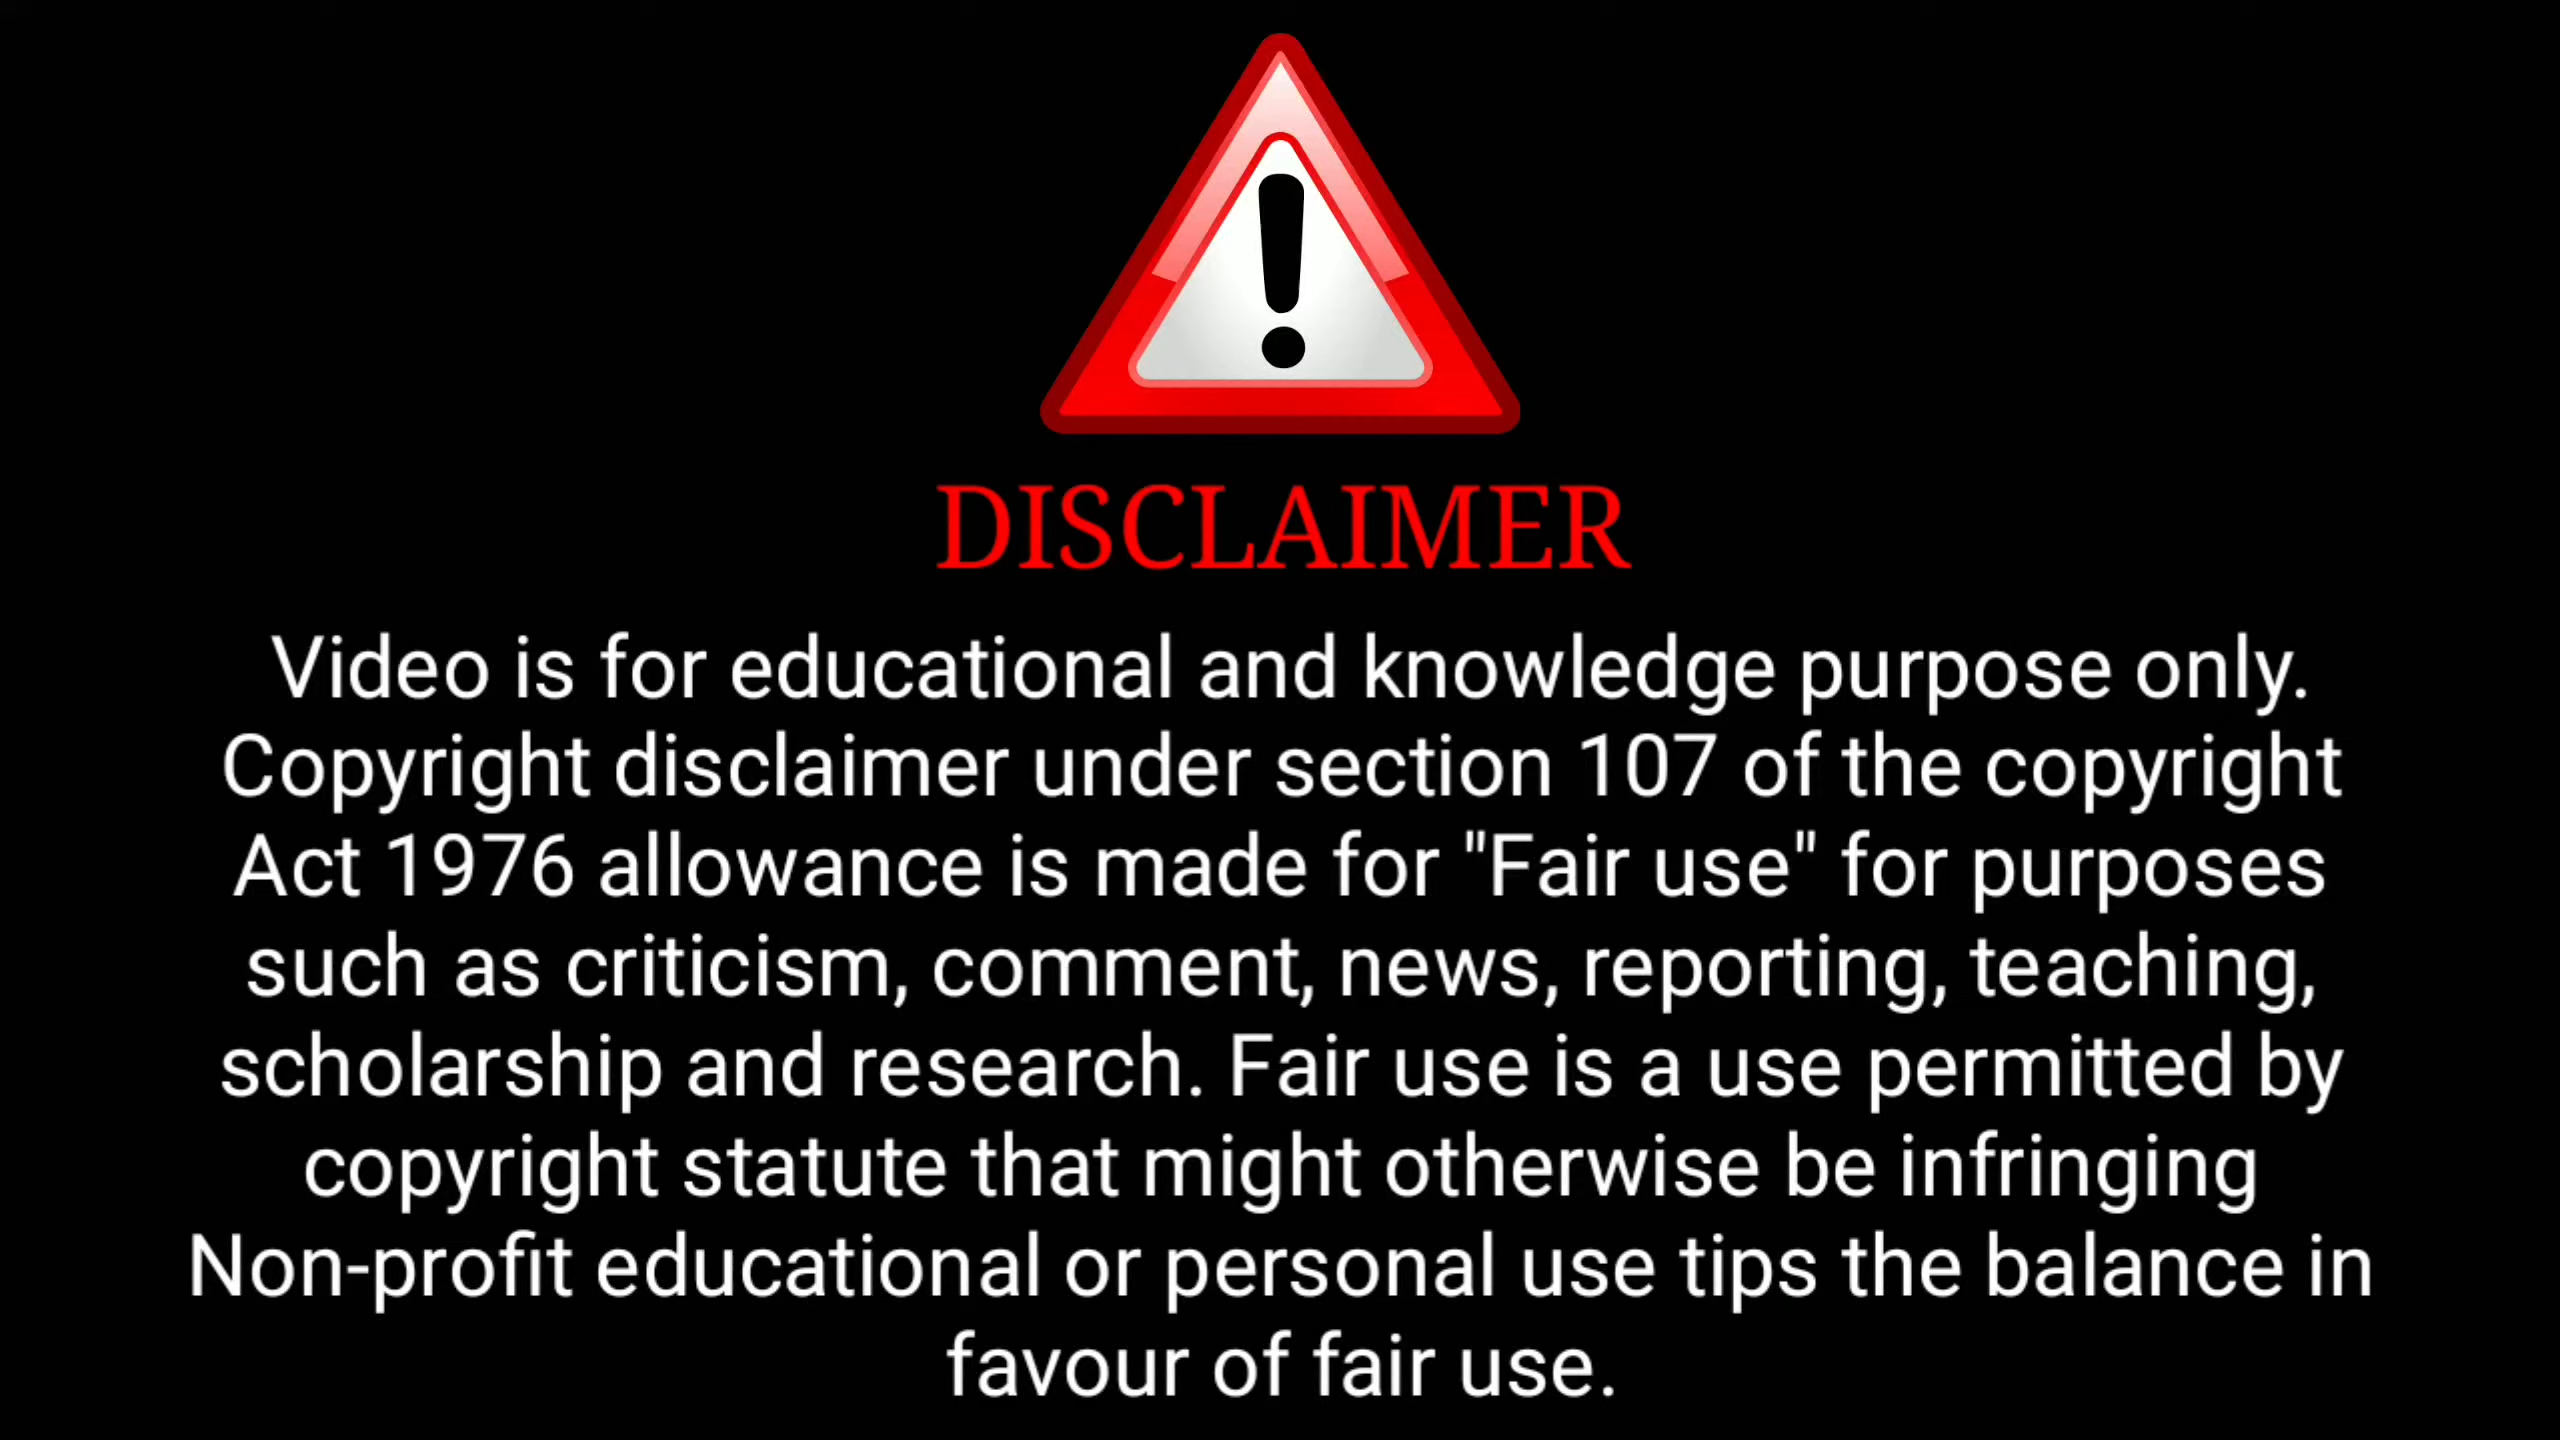 DISCLAIMER
Video is for educational and knowledge purpose only.
Copyright disclaimer under section 107 of the copyright
Act 1976 allowance is made for "Fair use" for purposes
such as criticism, comment, news, reporting, teaching,
scholarship and research. Fair use is a use permitted by
copyright statute that might otherwise be infringing
Non-profit educational or personal use tips the balance in
favour of fair use.